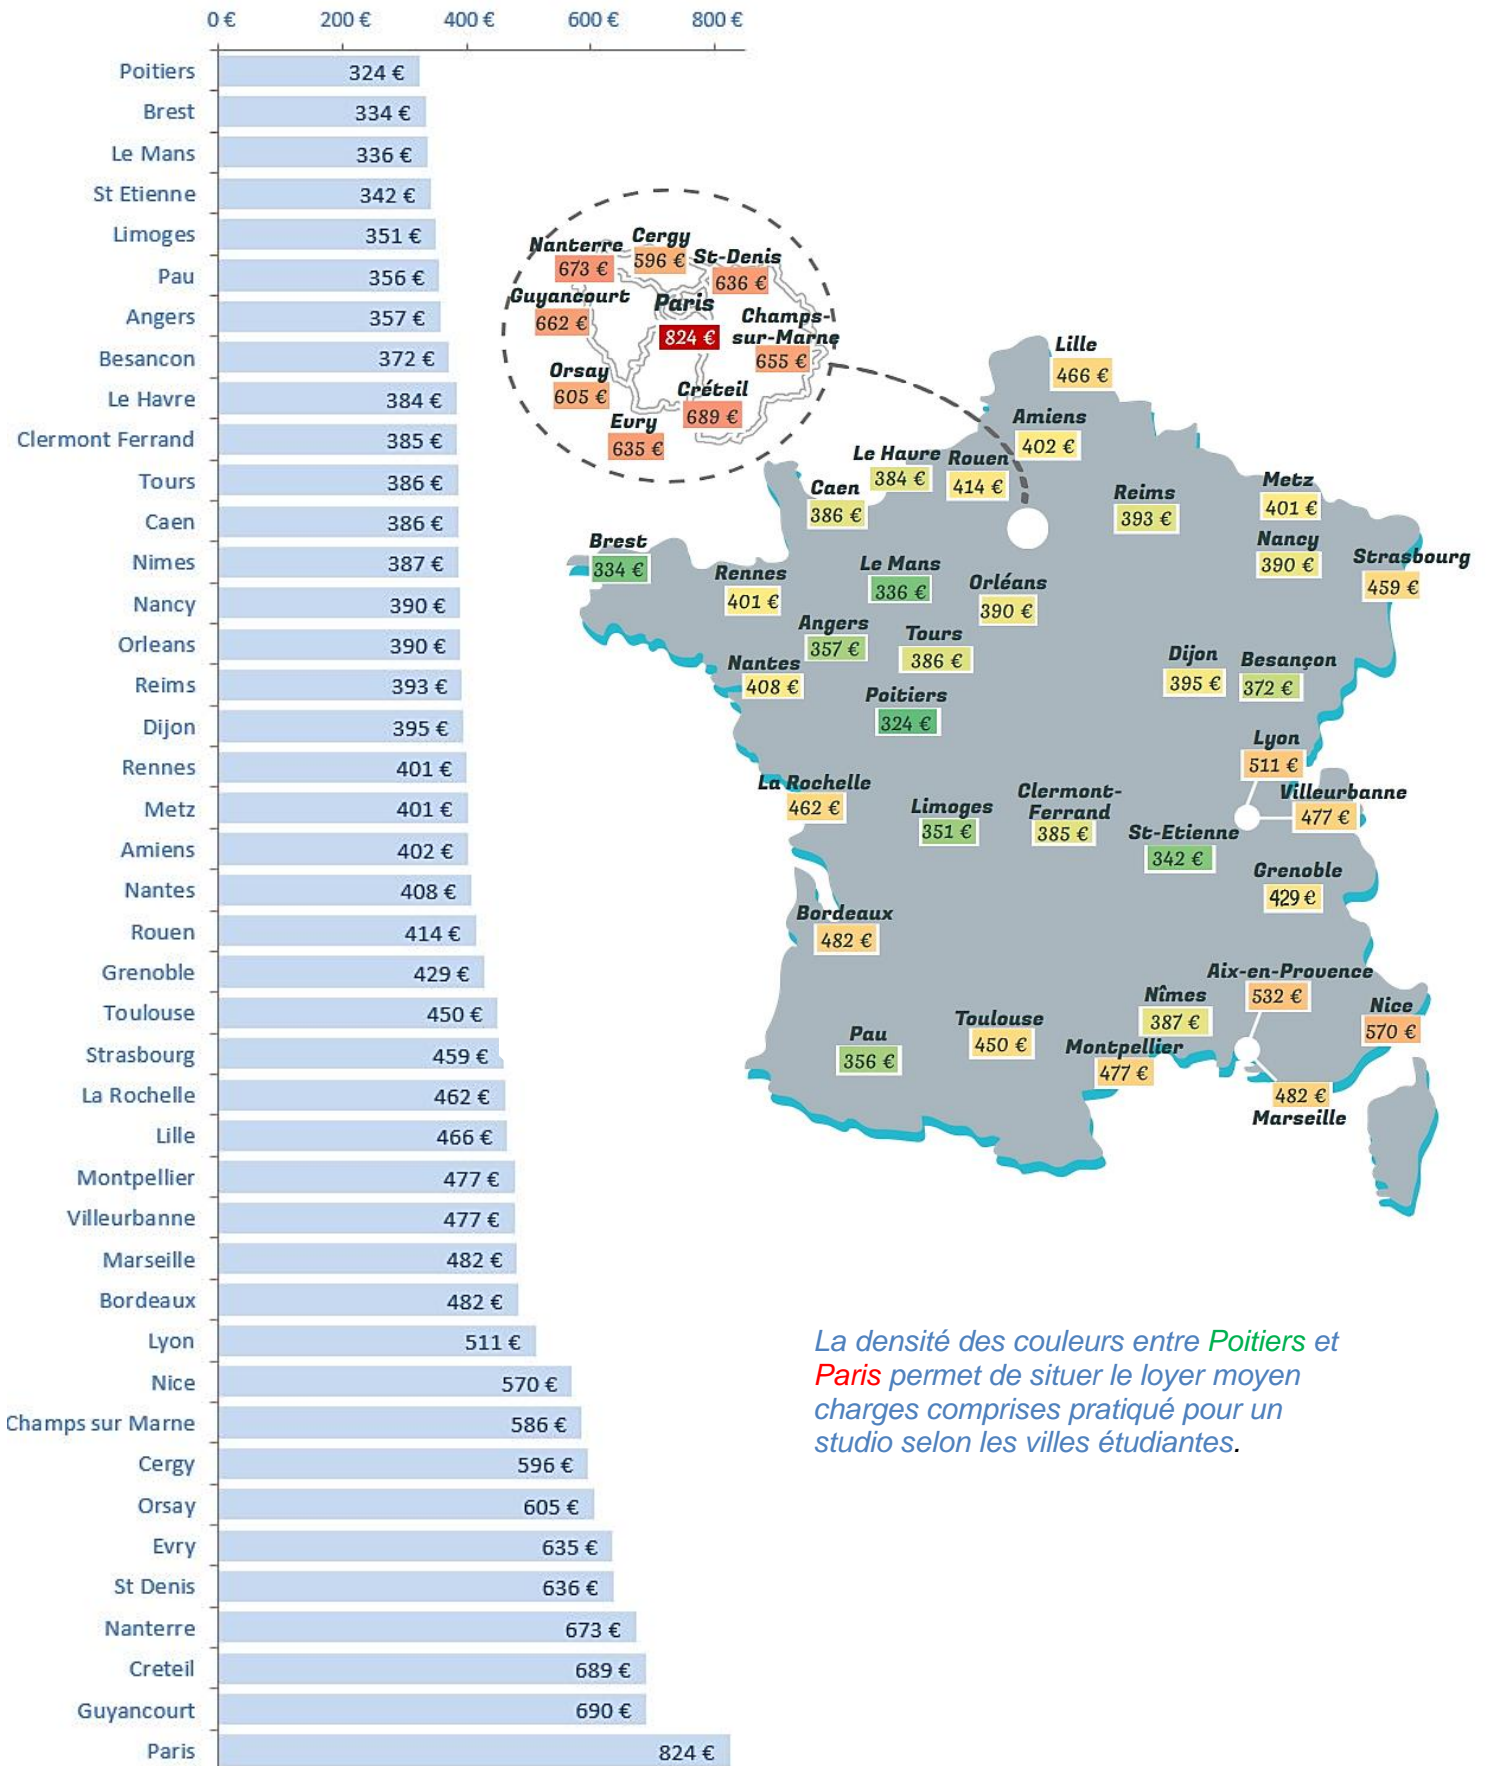 0 € 200 € 400 € 600 € 800 €
Poitiers 324 €
Brest 334 €
Le Mans 336 €
St Etienne 342 €
Limoges 351 €
Pau 356 €
Angers 357 €
Besancon 372 €
Le Havre 384 €
Clermont Ferrand 385 €
Tours 386 €
Caen 386 €
Nimes 387 €
Nancy 390 €
Orleans 390 €
Reims 393 €
Dijon 395 €
Rennes 401 €
Metz 401 €
Amiens 402 €
Nantes 408 €
Rouen 414 €
Grenoble 429 €
Toulouse 450 €
Strasbourg 459 €
La Rochelle 462 €
Lille 466 €
Montpellier 477 €
Villeurbanne 477 €
Marseille 482 €
Bordeaux 482 €
Lyon 511 €
Nice 570 €
Champs sur Marne 586 €
Cergy 596 €
Orsay 605 €
Evry 635 €
St Denis 636 €
Nanterre 673 €
Creteil 689 €
Guyancourt 690 €
Paris 824 €
Nanterre
673 €
Cergy
596 €
St-Denis
636 €
Guyancourt
662 €
Paris
824 €
Champs-
sur-Marne
655 €
Orsay
605 €
Créteil
689 €
Evry
635 €
Lille
466 €
Amiens
402 €
Le Havre
384 €
Rouen
414 €
Caen
386 €
Reims
393 €
Metz
401 €
Nancy
390 €
Strasbourg
459 €
Brest
334 €
Rennes
401 €
Le Mans
336 €
Orléans
390 €
Angers
357 €
Tours
386 €
Nantes
408 €
Dijon
395 €
Besançon
372 €
Poitiers
324 €
Lyon
511 €
Villeurbanne
477 €
La Rochelle
462 €
Limoges
351 €
Clermont-
Ferrand
385 €
St-Etienne
342 €
Grenoble
429 €
Bordeaux
482 €
Aix-en-Provence
532 €
Nîmes
387 €
Nice
570 €
Pau
356 €
Toulouse
450 €
Montpellier
477 €
482 €
Marseille
La densité des couleurs entre Poitiers et
Paris permet de situer le loyer moyen
charges comprises pratiqué pour un
studio selon les villes étudiantes.